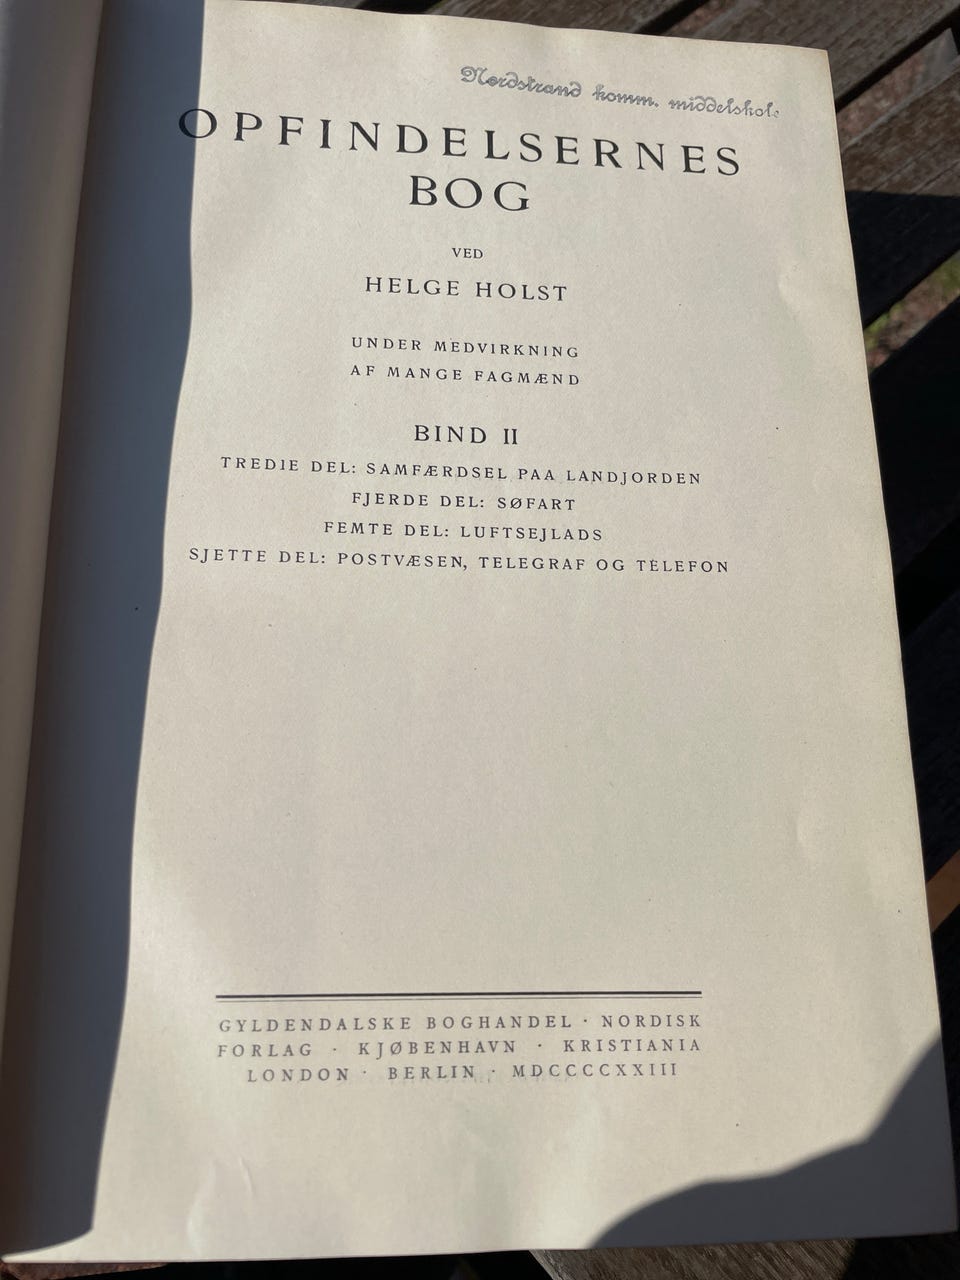 Nordstrand komm. middelskole
OPFINDELSERNES
BOG
VED
HELGE HOLST
UNDER MEDVIRKNING
AF MANGE FAGMÆND
BIND II
TREDIE DEL: SAMFÆRDSEL PAA LANDJORDEN
FJERDE DEL: SØFART
FEMTE DEL: LUFTSEJLADS
SJETTE DEL: POSTVÆSEN, TELEGRAF OG TELEFON
GYLDENDALSKE BOGHANDEL · NORDISK
FORLAG · KJØBENHAVN · KRISTIANIA
LONDON · BERLIN · MDCCCCXXIII